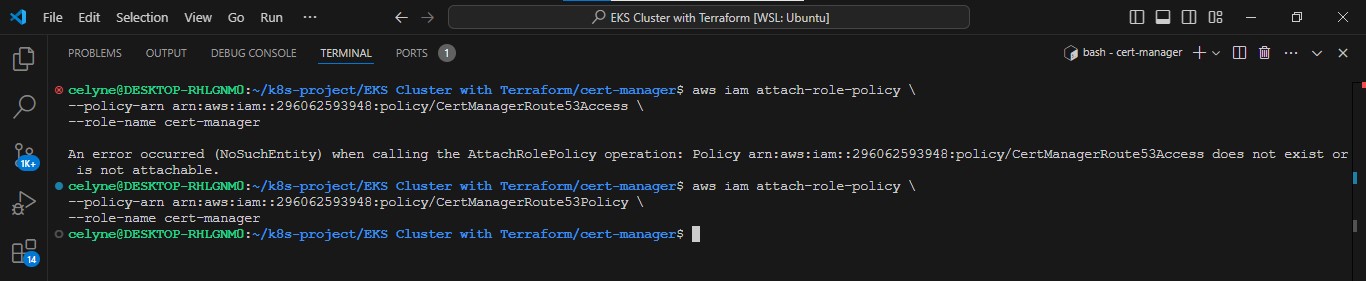 File Edit Selection View Go Run ··· EKS Cluster with Terraform [WSL: Ubuntu]
PROBLEMS OUTPUT DEBUG CONSOLE TERMINAL PORTS 1 bash - cert-manager
celyne@DESKTOP-RHLGNM0:~/k8s-project/EKS Cluster with Terraform/cert-manager$ aws iam attach-role-policy \
--policy-arn arn:aws:iam::296062593948:policy/CertManagerRoute53Access \
--role-name cert-manager
An error occurred (NoSuchEntity) when calling the AttachRolePolicy operation: Policy arn:aws:iam::296062593948:policy/CertManagerRoute53Access does not exist or
is not attachable.
celyne@DESKTOP-RHLGNM0:~/k8s-project/EKS Cluster with Terraform/cert-manager$ aws iam attach-role-policy \
--policy-arn arn:aws:iam::296062593948:policy/CertManagerRoute53Policy \
--role-name cert-manager
celyne@DESKTOP-RHLGNM0:~/k8s-project/EKS Cluster with Terraform/cert-manager$
1K+
14